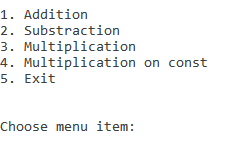 1. Addition
2. Substraction
3. Multiplication
4. Multiplication on const
5. Exit
Choose menu item: